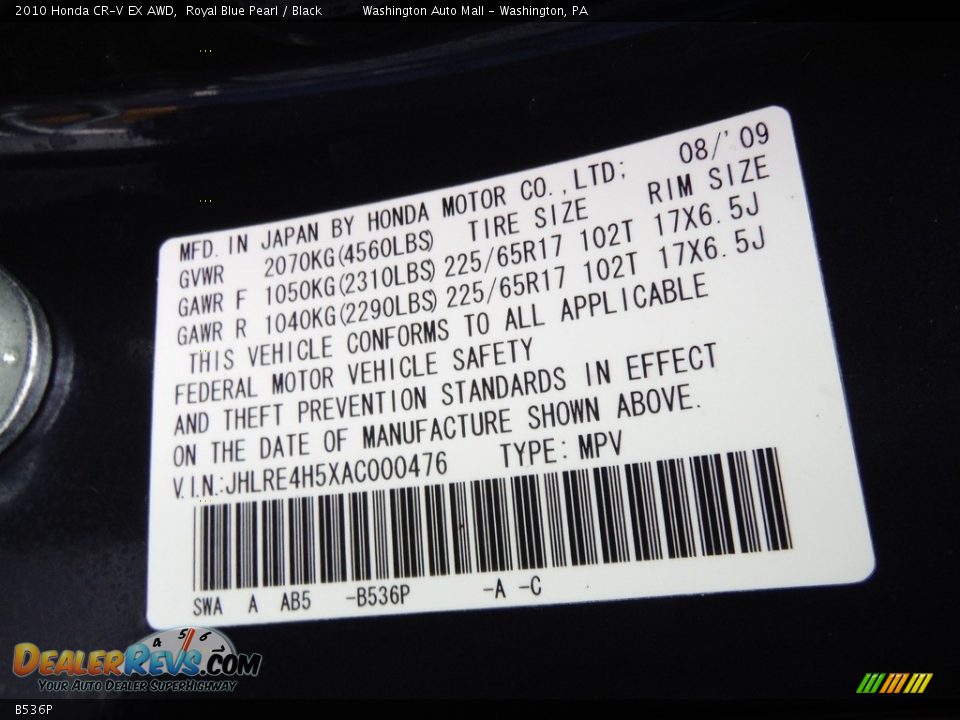 2010 Honda CR-V EX AWD, Royal Blue Pearl / Black Washington Auto Mall - Washington, PA
MFD. IN JAPAN BY HONDA MOTOR CO.,LTD; 08/'09
GVWR 2070KG(4560LBS) TIRE SIZE RIM SIZE
GAWR F 1050KG(2310LBS) 225/65R17 102T 17X6.5J
GAWR R 1040KG(2290LBS) 225/65R17 102T 17X6.5J
THIS VEHICLE CONFORMS TO ALL APPLICABLE
FEDERAL MOTOR VEHICLE SAFETY
AND THEFT PREVENTION STANDARDS IN EFFECT
ON THE DATE OF MANUFACTURE SHOWN ABOVE.
V.I.N.:JHLRE4H5XAC000476 TYPE: MPV
SWA A AB5 -B536P -A -C
4 5 6
DEALERREVS.COM
YOUR AUTO DEALER SUPERHIGHWAY
B536P